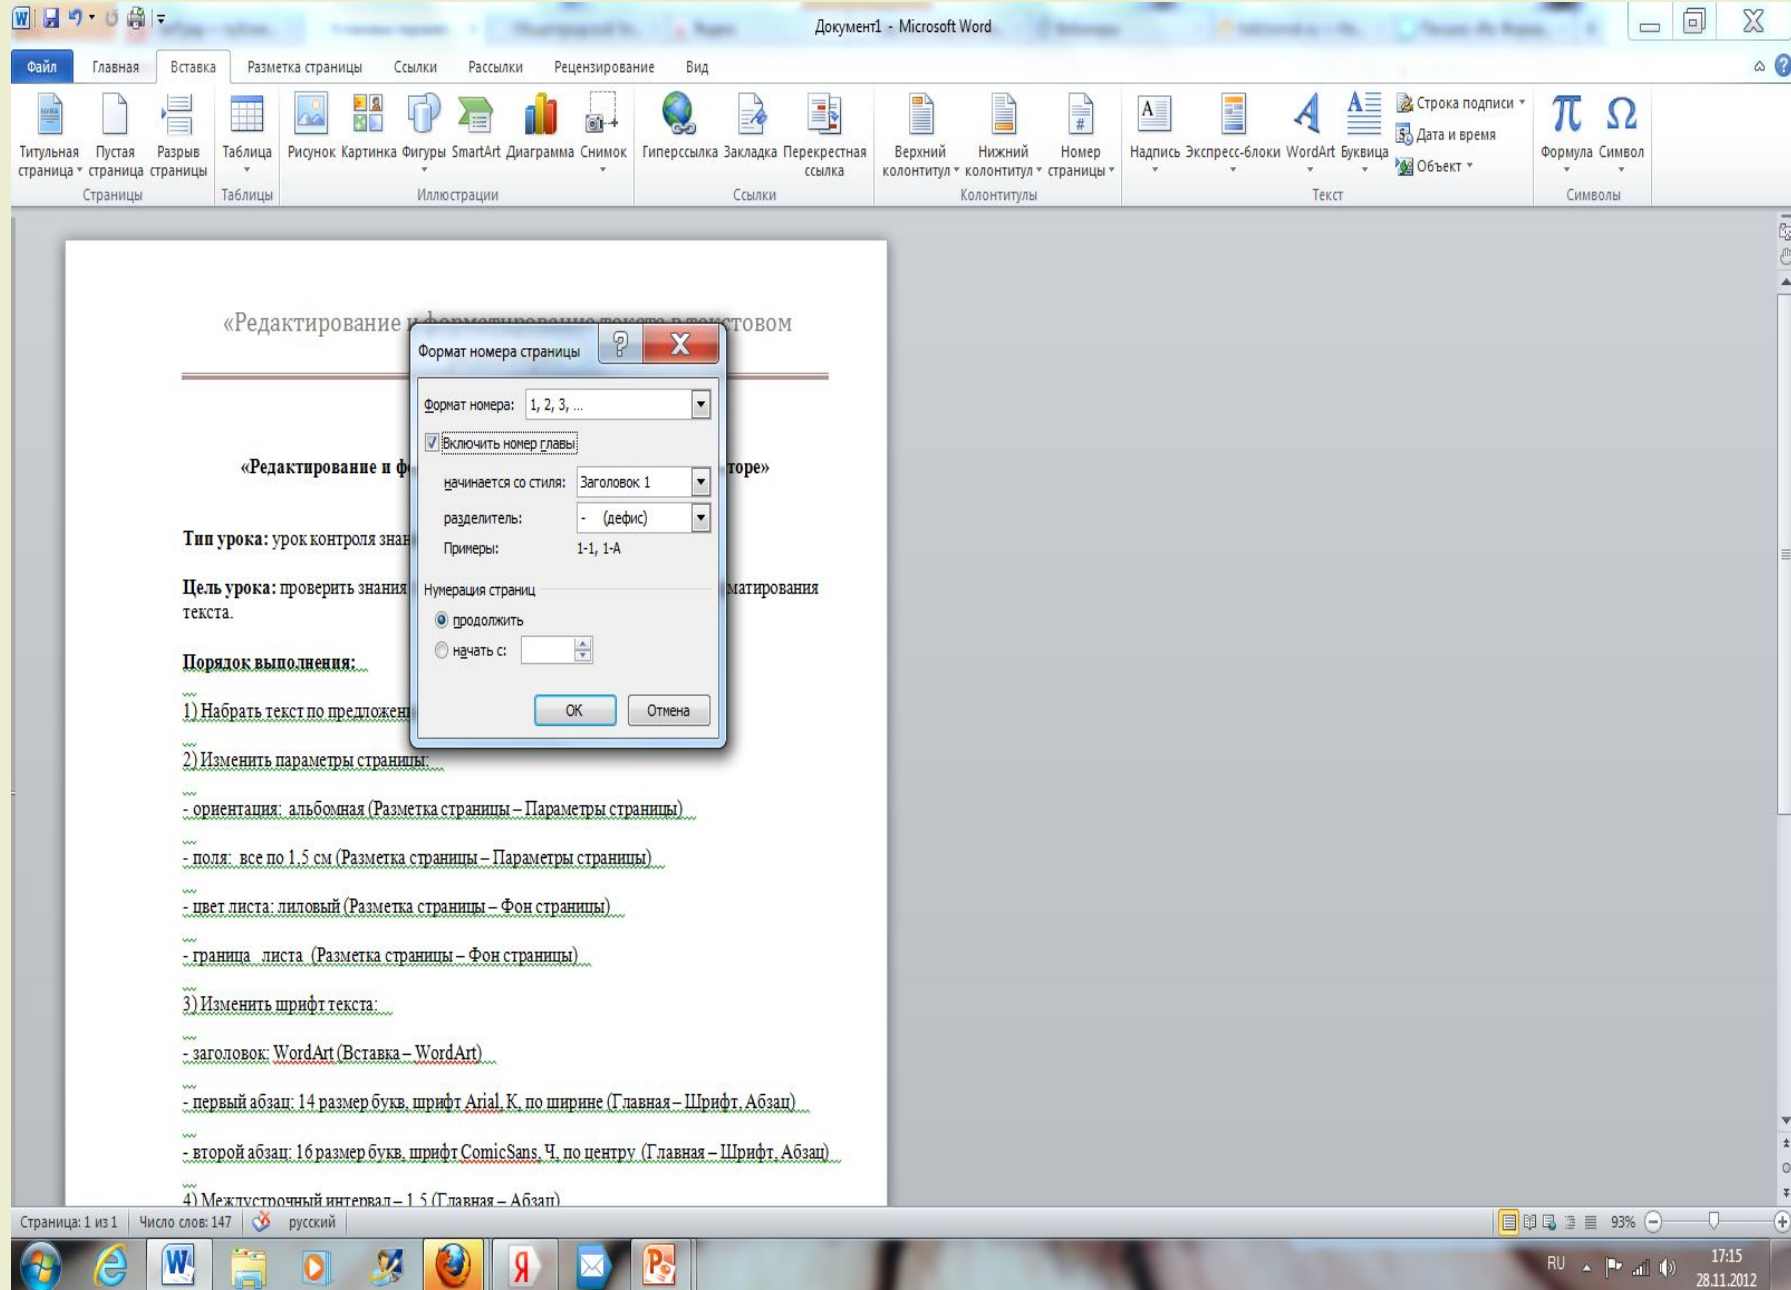 Документ1 - Microsoft Word
Файл Главная Вставка Разметка страницы Ссылки Рассылки Рецензирование Вид
Титульная страница
Пустая страница
Разрыв страницы
Таблица
Рисунок Картинка Фигуры SmartArt Диаграмма Снимок
Гиперссылка Закладка Перекрестная ссылка
Верхний колонтитул
Нижний колонтитул
Номер страницы
#
A
Надпись Экспресс-блоки WordArt Буквица
Строка подписи
Дата и время
Объект
π Ω
Формула Символ
Страницы Таблицы Иллюстрации Ссылки Колонтитулы Текст Символы
«Редактирование и форматирование текста в текстовом
Формат номера страницы
Формат номера: 1, 2, 3, ...
Включить номер главы
начинается со стиля: Заголовок 1
разделитель: - (дефис)
Примеры: 1-1, 1-A
Нумерация страниц
продолжить
начать с:
ОК Отмена
«Редактирование и ф торе»
Тип урока: урок контроля знан
Цель урока: проверить знания матирования
текста.
Порядок выполнения:
1) Набрать текст по предложен
2) Изменить параметры страницы:
- ориентация: альбомная (Разметка страницы – Параметры страницы)
- поля: все по 1,5 см (Разметка страницы – Параметры страницы)
- цвет листа: лиловый (Разметка страницы – Фон страницы)
- граница листа (Разметка страницы – Фон страницы)
3) Изменить шрифт текста:
- заголовок: WordArt (Вставка – WordArt)
- первый абзац: 14 размер букв, шрифт Arial, К, по ширине (Главная – Шрифт, Абзац)
- второй абзац: 16 размер букв, шрифт ComicSans, Ч, по центру (Главная – Шрифт, Абзац)
4) Междустрочный интервал – 1,5 (Главная – Абзац)
Страница: 1 из 1 Число слов: 147 русский 93%
RU 17:15
28.11.2012